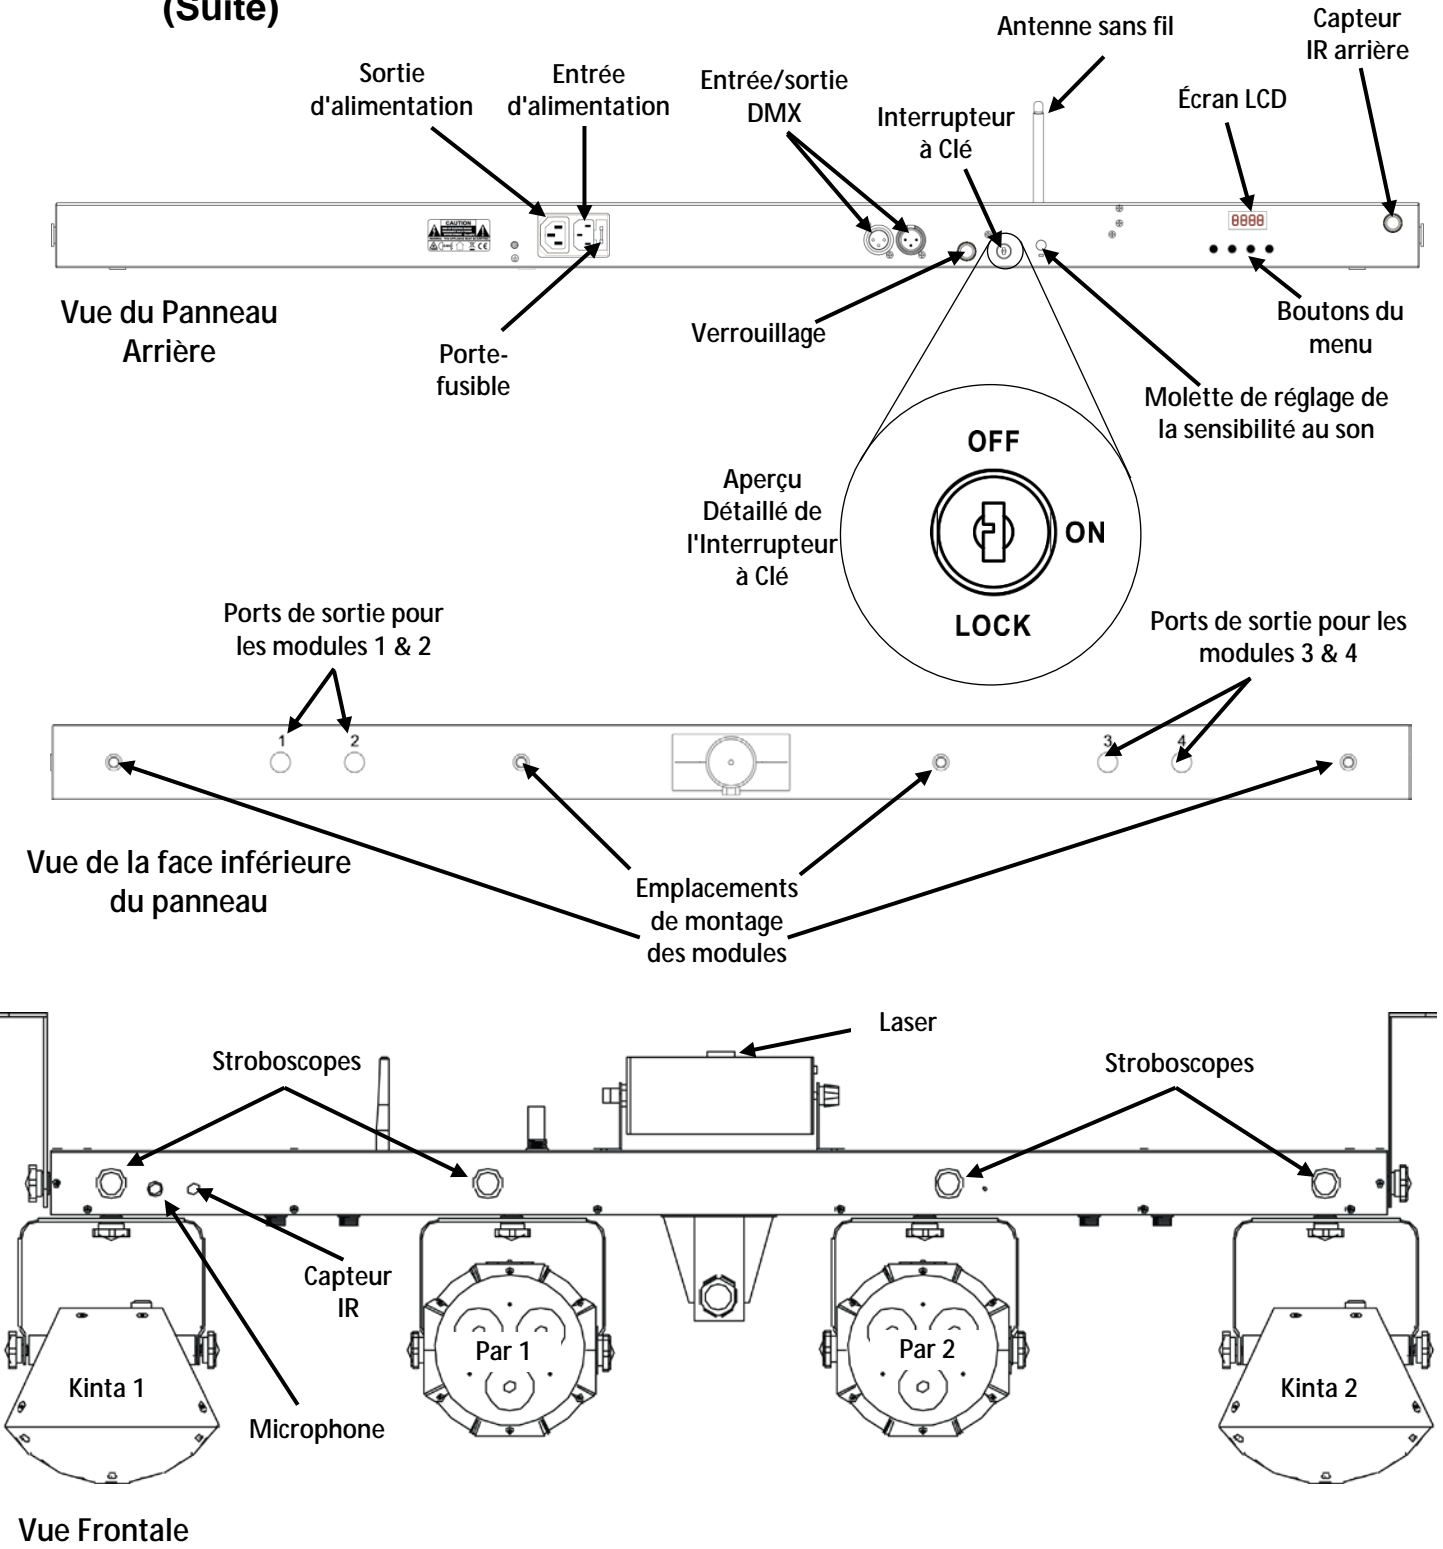 (Suite)
Antenne sans fil
Capteur
IR arrière
Sortie
d'alimentation
Entrée
d'alimentation
Entrée/sortie
DMX
Interrupteur
à Clé
Écran LCD
CAUTION
8888
Vue du Panneau
Arrière
Porte-
fusible
Verrouillage
Boutons du
menu
Molette de réglage de
la sensibilité au son
Aperçu
Détaillé de
l'Interrupteur
à Clé
OFF
ON
LOCK
Ports de sortie pour
les modules 1 & 2
Ports de sortie pour les
modules 3 & 4
1
2
3
4
Vue de la face inférieure
du panneau
Emplacements
de montage
des modules
Laser
Stroboscopes
Stroboscopes
Capteur
IR
Microphone
Kinta 1
Par 1
Par 2
Kinta 2
Vue Frontale